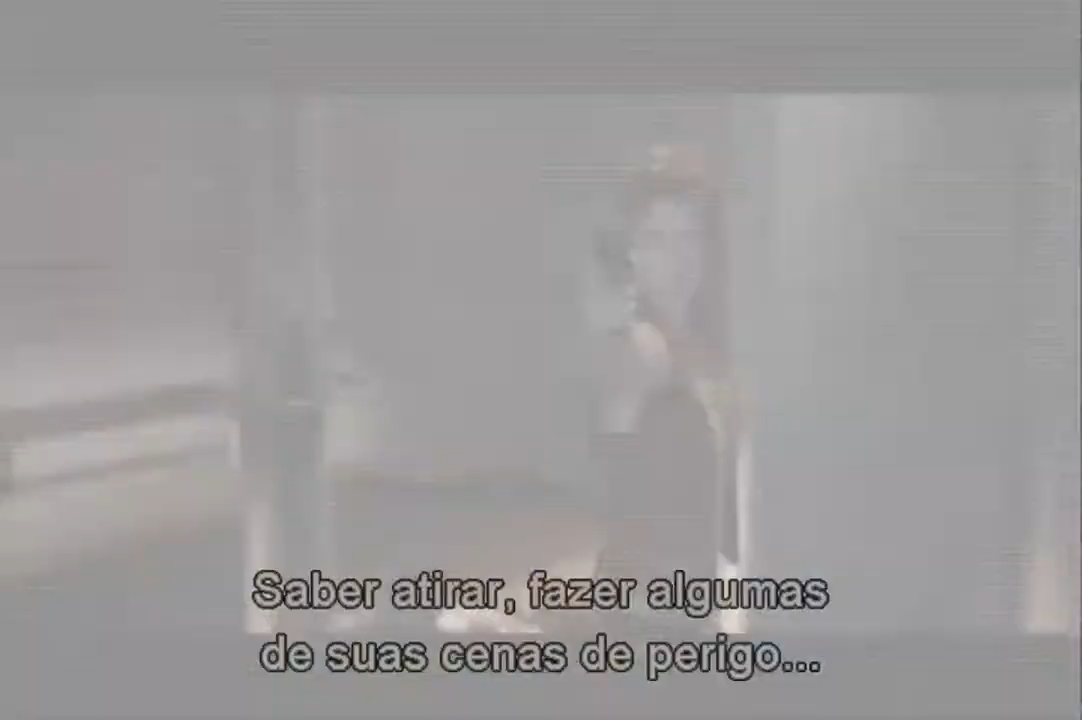 Saber atirar, fazer algumas
de suas cenas de perigo...